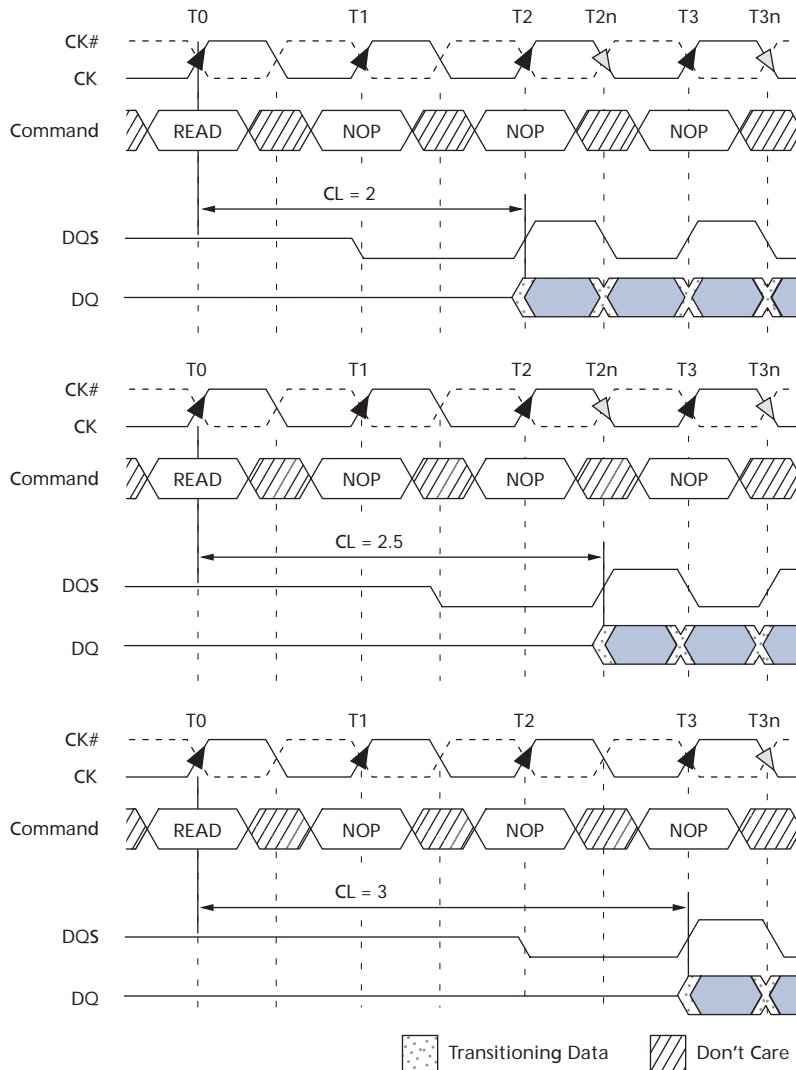 T0 T1 T2 T2n T3 T3n
CK#
CK
Command READ NOP NOP NOP
CL = 2
DQS
DQ
T0 T1 T2 T2n T3 T3n
CK#
CK
Command READ NOP NOP NOP
CL = 2.5
DQS
DQ
T0 T1 T2 T3 T3n
CK#
CK
Command READ NOP NOP NOP
CL = 3
DQS
DQ
Transitioning Data Don't Care